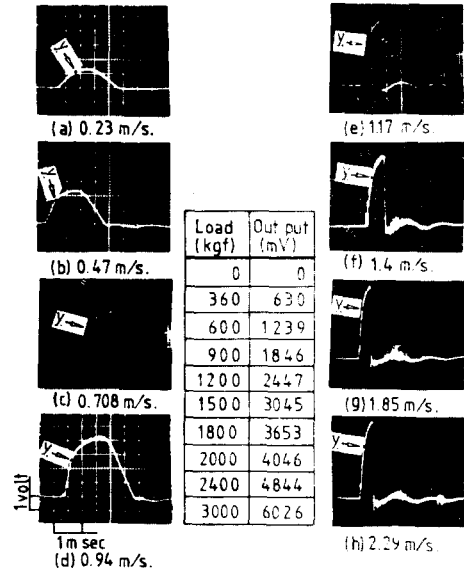 y
(a) 0.23 m/s.
y
(b) 0.47 m/s.
y
(c) 0.708 m/s.
y
1 volt
1m sec
(d) 0.94 m/s.
Load (kgf) Out put (mV)
0 0
360 630
600 1239
900 1846
1200 2447
1500 3045
1800 3653
2000 4046
2400 4844
3000 6026
y
(e) 1.17 m/s.
y
(f) 1.4 m/s.
y
(g) 1.85 m/s.
y
(h) 2.29 m/s.